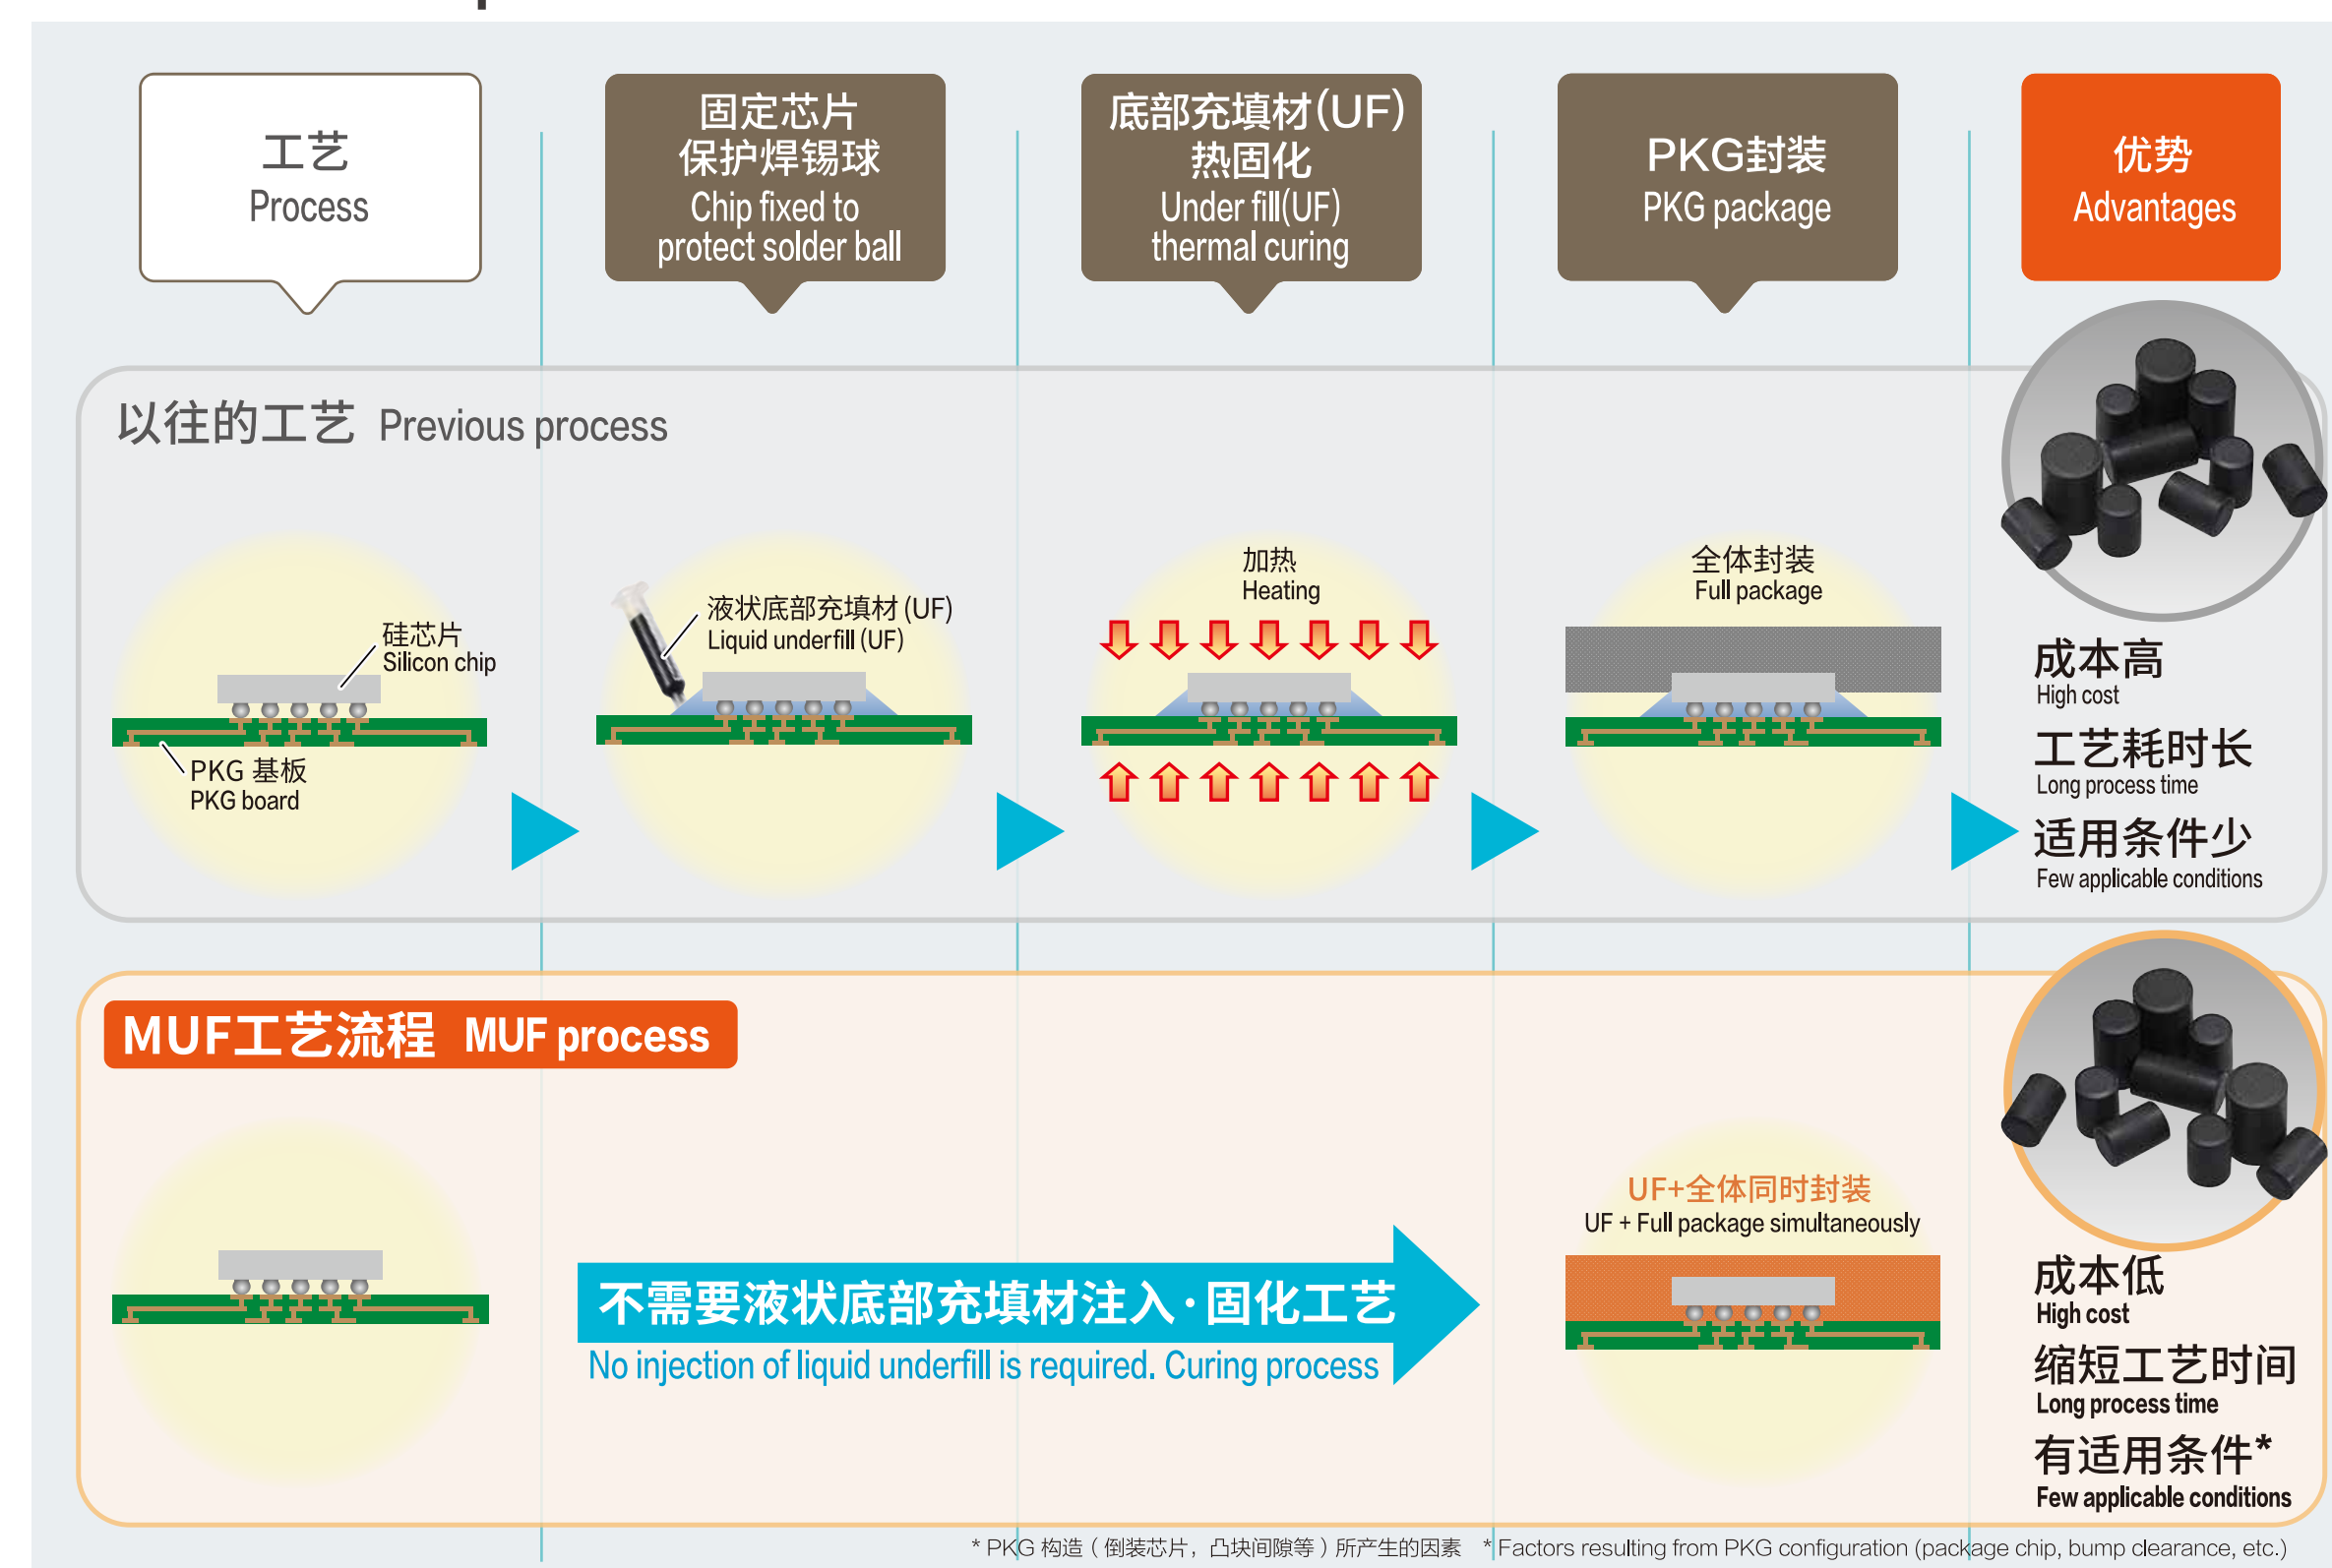 工艺
Process
固定芯片
保护焊锡球
Chip fixed to
protect solder ball
底部充填材(UF)
热固化
Under fill(UF)
thermal curing
PKG封装
PKG package
优势
Advantages
以往的工艺 Previous process
硅芯片
Silicon chip
PKG 基板
PKG board
液状底部充填材 (UF)
Liquid underfill (UF)
加热
Heating
全体封装
Full package
成本高
High cost
工艺耗时长
Long process time
适用条件少
Few applicable conditions
MUF工艺流程 MUF process
不需要液状底部充填材注入·固化工艺
No injection of liquid underfill is required. Curing process
UF+全体同时封装
UF + Full package simultaneously
成本低
High cost
缩短工艺时间
Long process time
有适用条件*
Few applicable conditions
* PKG 构造（倒装芯片，凸块间隙等）所产生的因素 * Factors resulting from PKG configuration (package chip, bump clearance, etc.)